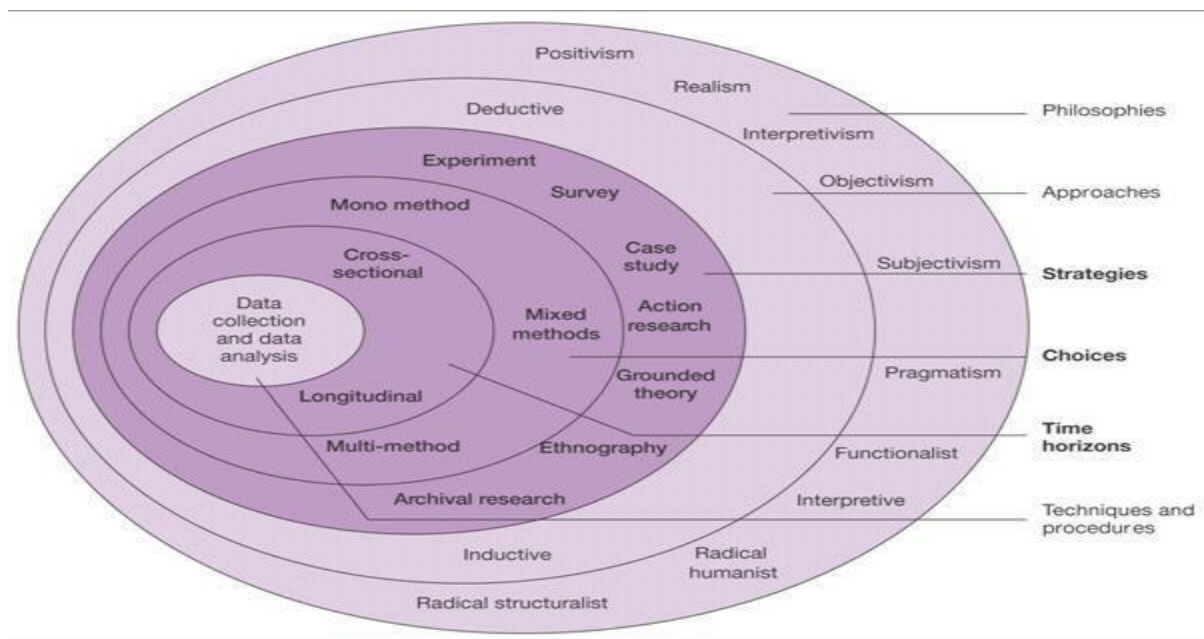 Positivism
Realism
Philosophies
Deductive
Interpretivism
Experiment
Objectivism
Approaches
Survey
Mono method
Cross-
sectional
Case
study
Subjectivism
Strategies
Data
collection
and data
analysis
Mixed
methods
Action
research
Choices
Pragmatism
Grounded
theory
Longitudinal
Time
horizons
Multi-method
Ethnography
Functionalist
Archival research
Interpretive
Techniques and
procedures
Inductive
Radical
humanist
Radical structuralist